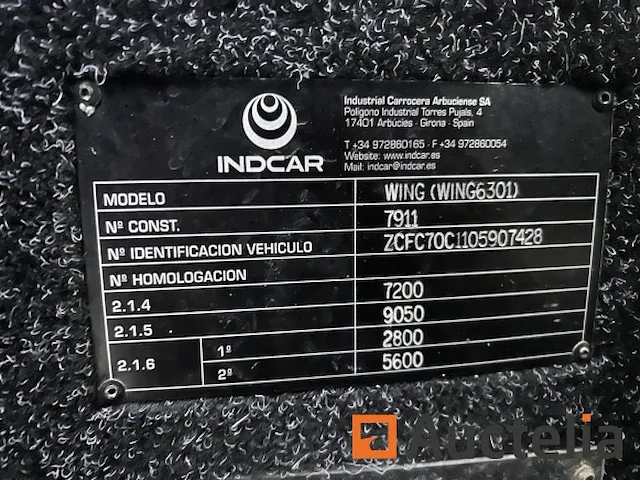 INDCAR
Industrial Carrocera Arbuciense SA
Poligono Industrial Torres Pujals, 4
17401 Arbúcies - Girona - Spain
T +34 972860165 - F +34 972860054
Website: www.indcar.es
Mail: indcar@indcar.es
MODELO WING (WING6301)
Nº CONST. 7911
Nº IDENTIFICACION VEHICULO ZCFC70C1105907428
Nº HOMOLOGACION
2.1.4 7200
2.1.5 9050
2.1.6 1º 2800
2º 5600
Auctelia